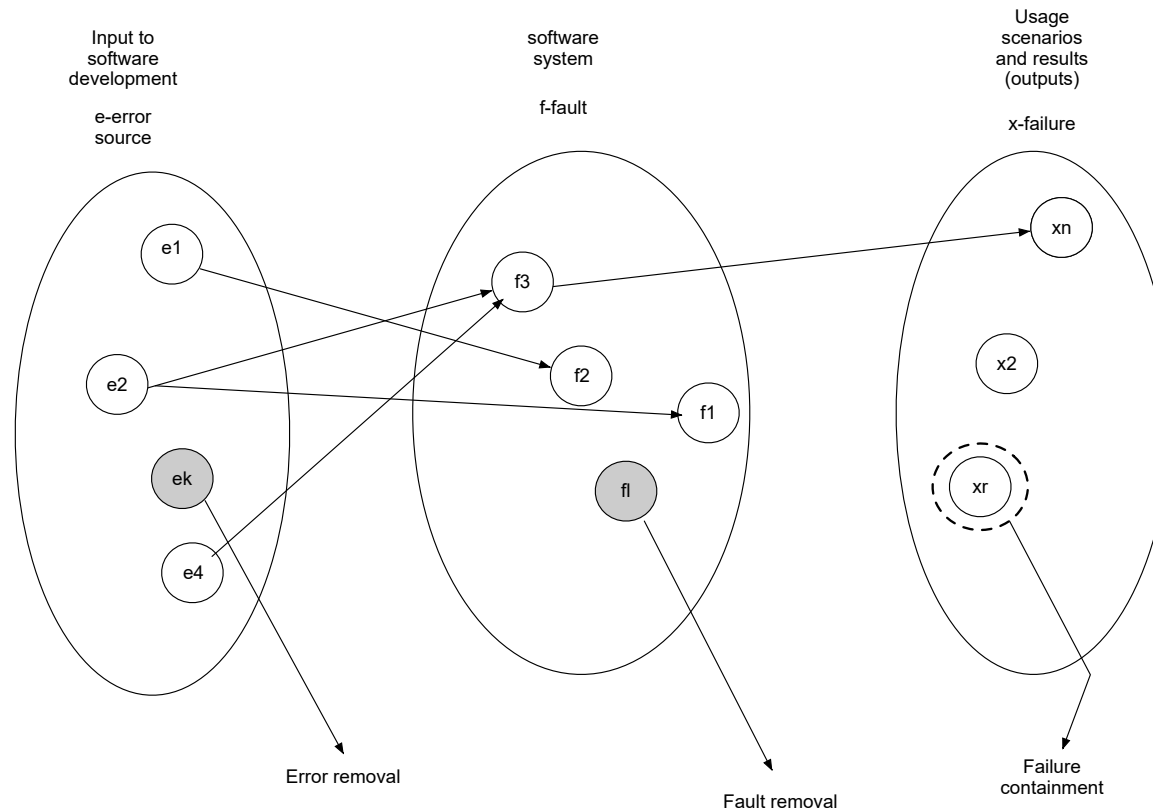 Input to
software
development
e-error
source
software
system
f-fault
Usage
scenarios
and results
(outputs)
x-failure
e1
e2
ek
e4
f3
f2
f1
fl
xn
x2
xr
Error removal
Fault removal
Failure
containment